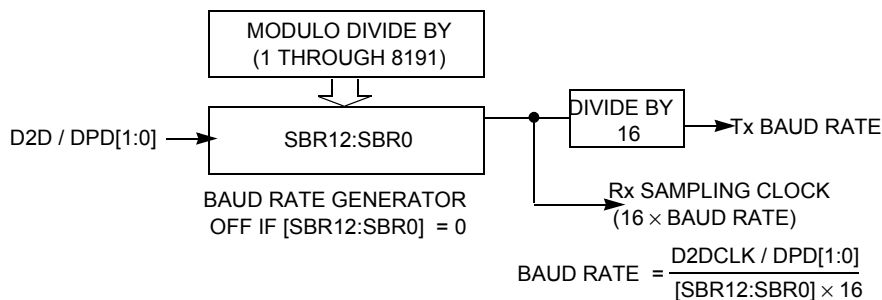 MODULO DIVIDE BY
(1 THROUGH 8191)
D2D / DPD[1:0]
SBR12:SBR0
DIVIDE BY
16
Tx BAUD RATE
BAUD RATE GENERATOR
OFF IF [SBR12:SBR0] = 0
Rx SAMPLING CLOCK
(16 × BAUD RATE)
BAUD RATE =
D2DCLK / DPD[1:0]
[SBR12:SBR0] × 16